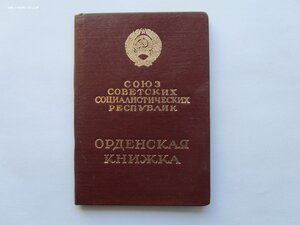 СОЮЗ
СОВЕТСКИХ
СОЦИАЛИСТИЧЕСКИХ
РЕСПУБЛИК
ОРДЕНСКАЯ
КНИЖКА